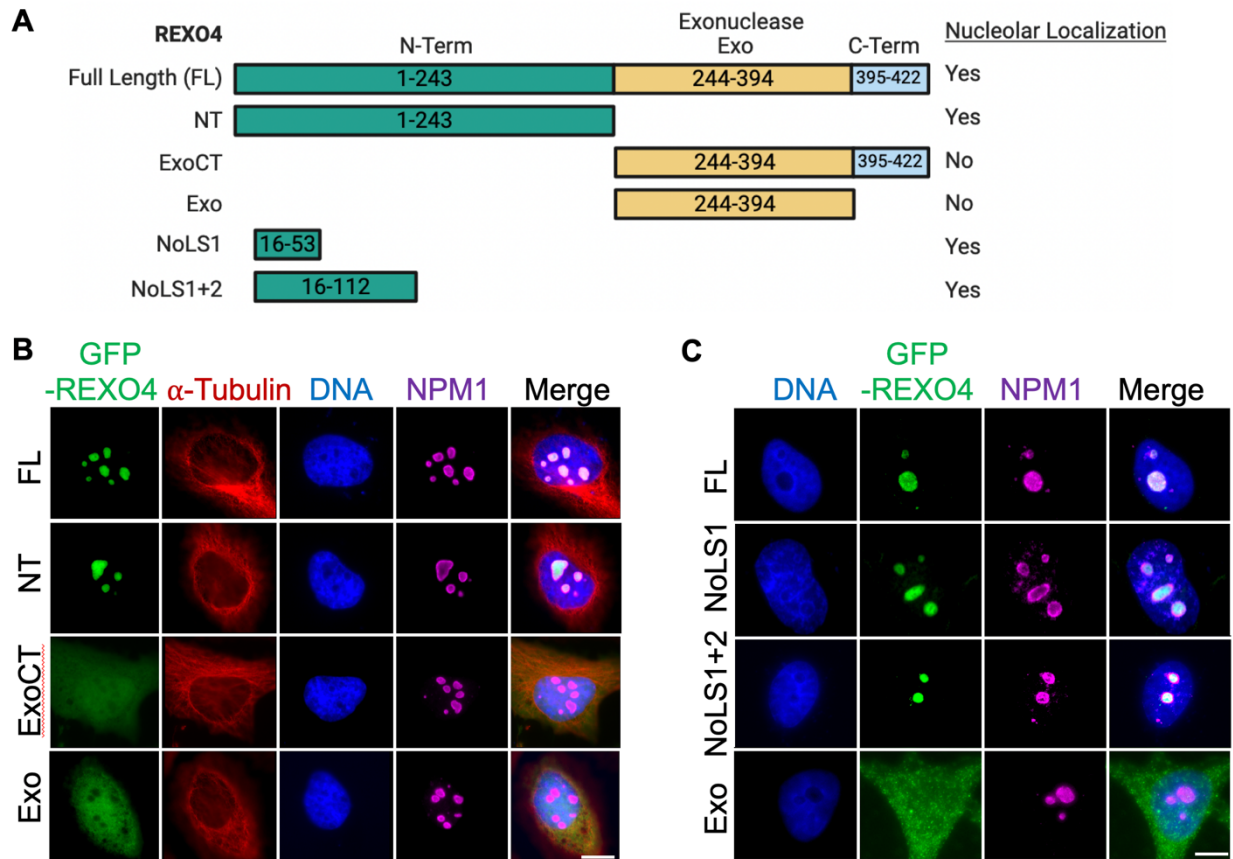 A
REXO4
N-Term
Exonuclease
Exo
C-Term
Nucleolar Localization
Full Length (FL) 1-243 244-394 395-422 Yes
NT 1-243 Yes
ExoCT 244-394 395-422 No
Exo 244-394 No
NoLS1 16-53 Yes
NoLS1+2 16-112 Yes
B
GFP
-REXO4 α-Tubulin DNA NPM1 Merge
FL
NT
ExoCT
Exo
C
GFP
DNA -REXO4 NPM1 Merge
FL
NoLS1
NoLS1+2
Exo